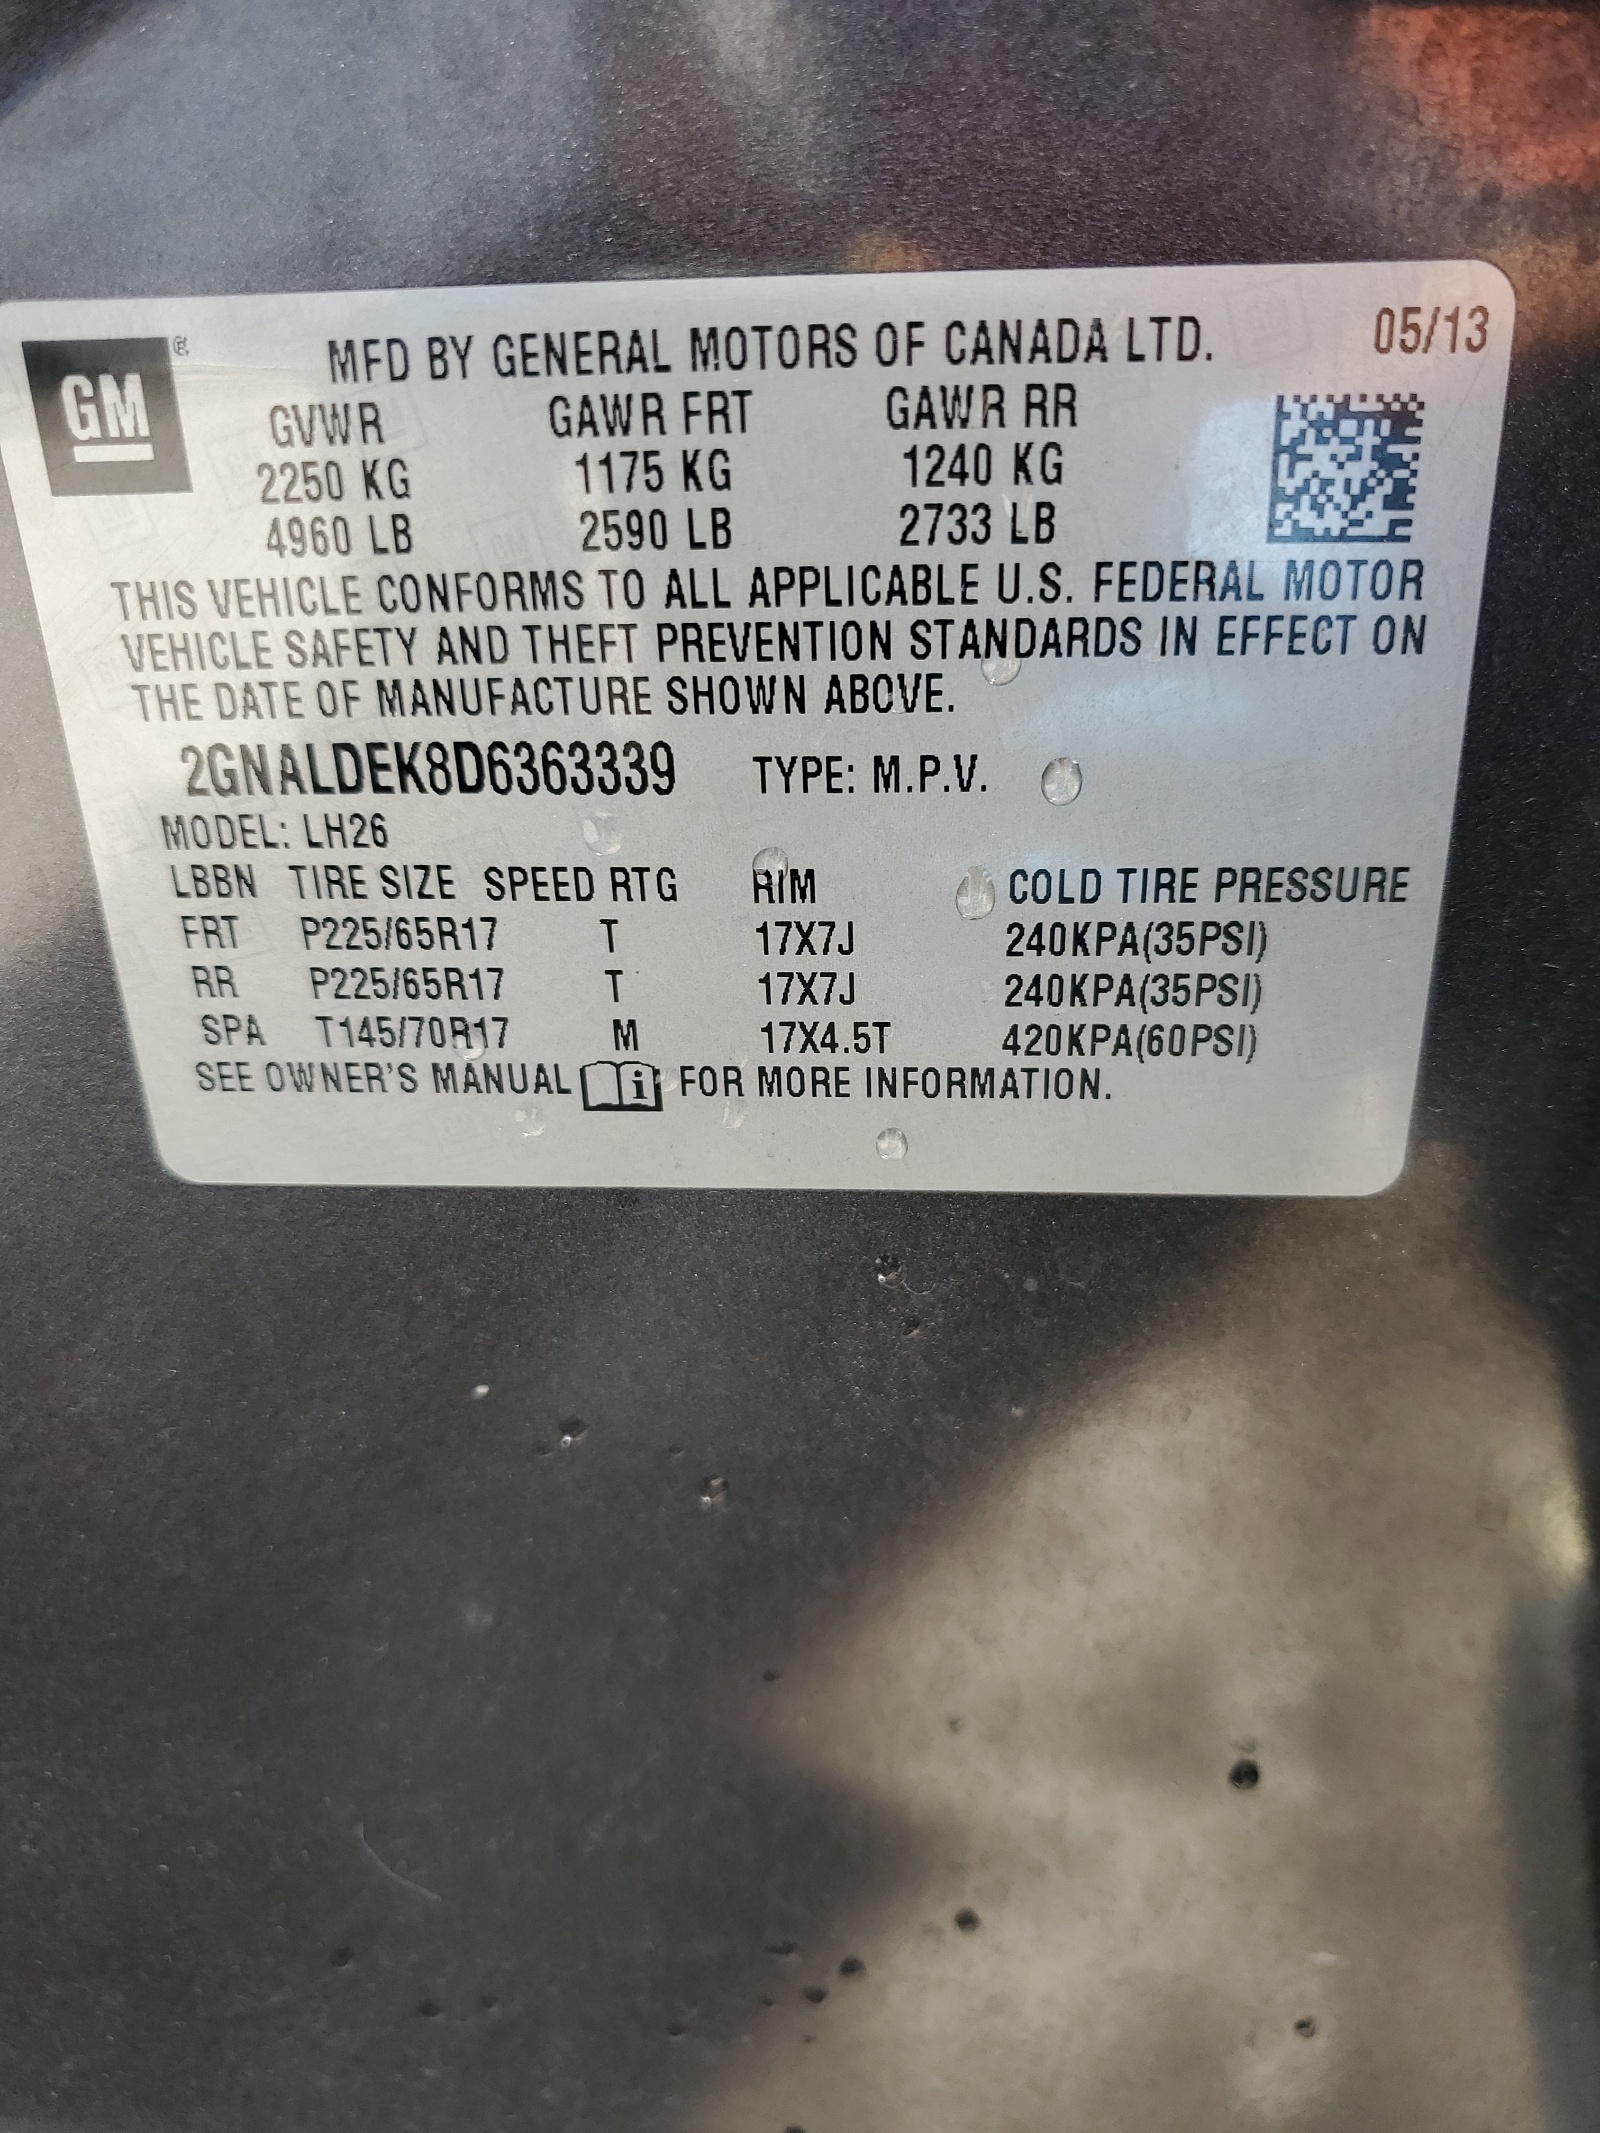 GM ®
MFD BY GENERAL MOTORS OF CANADA LTD. 05/13
GVWR GAWR FRT GAWR RR
2250 KG 1175 KG 1240 KG
4960 LB 2590 LB 2733 LB
THIS VEHICLE CONFORMS TO ALL APPLICABLE U.S. FEDERAL MOTOR
VEHICLE SAFETY AND THEFT PREVENTION STANDARDS IN EFFECT ON
THE DATE OF MANUFACTURE SHOWN ABOVE.
2GNALDEK8D6363339 TYPE: M.P.V.
MODEL: LH26
LBBN TIRE SIZE SPEED RTG RIM COLD TIRE PRESSURE
FRT P225/65R17 T 17X7J 240KPA(35PSI)
RR P225/65R17 T 17X7J 240KPA(35PSI)
SPA T145/70R17 M 17X4.5T 420KPA(60PSI)
SEE OWNER'S MANUAL i FOR MORE INFORMATION.